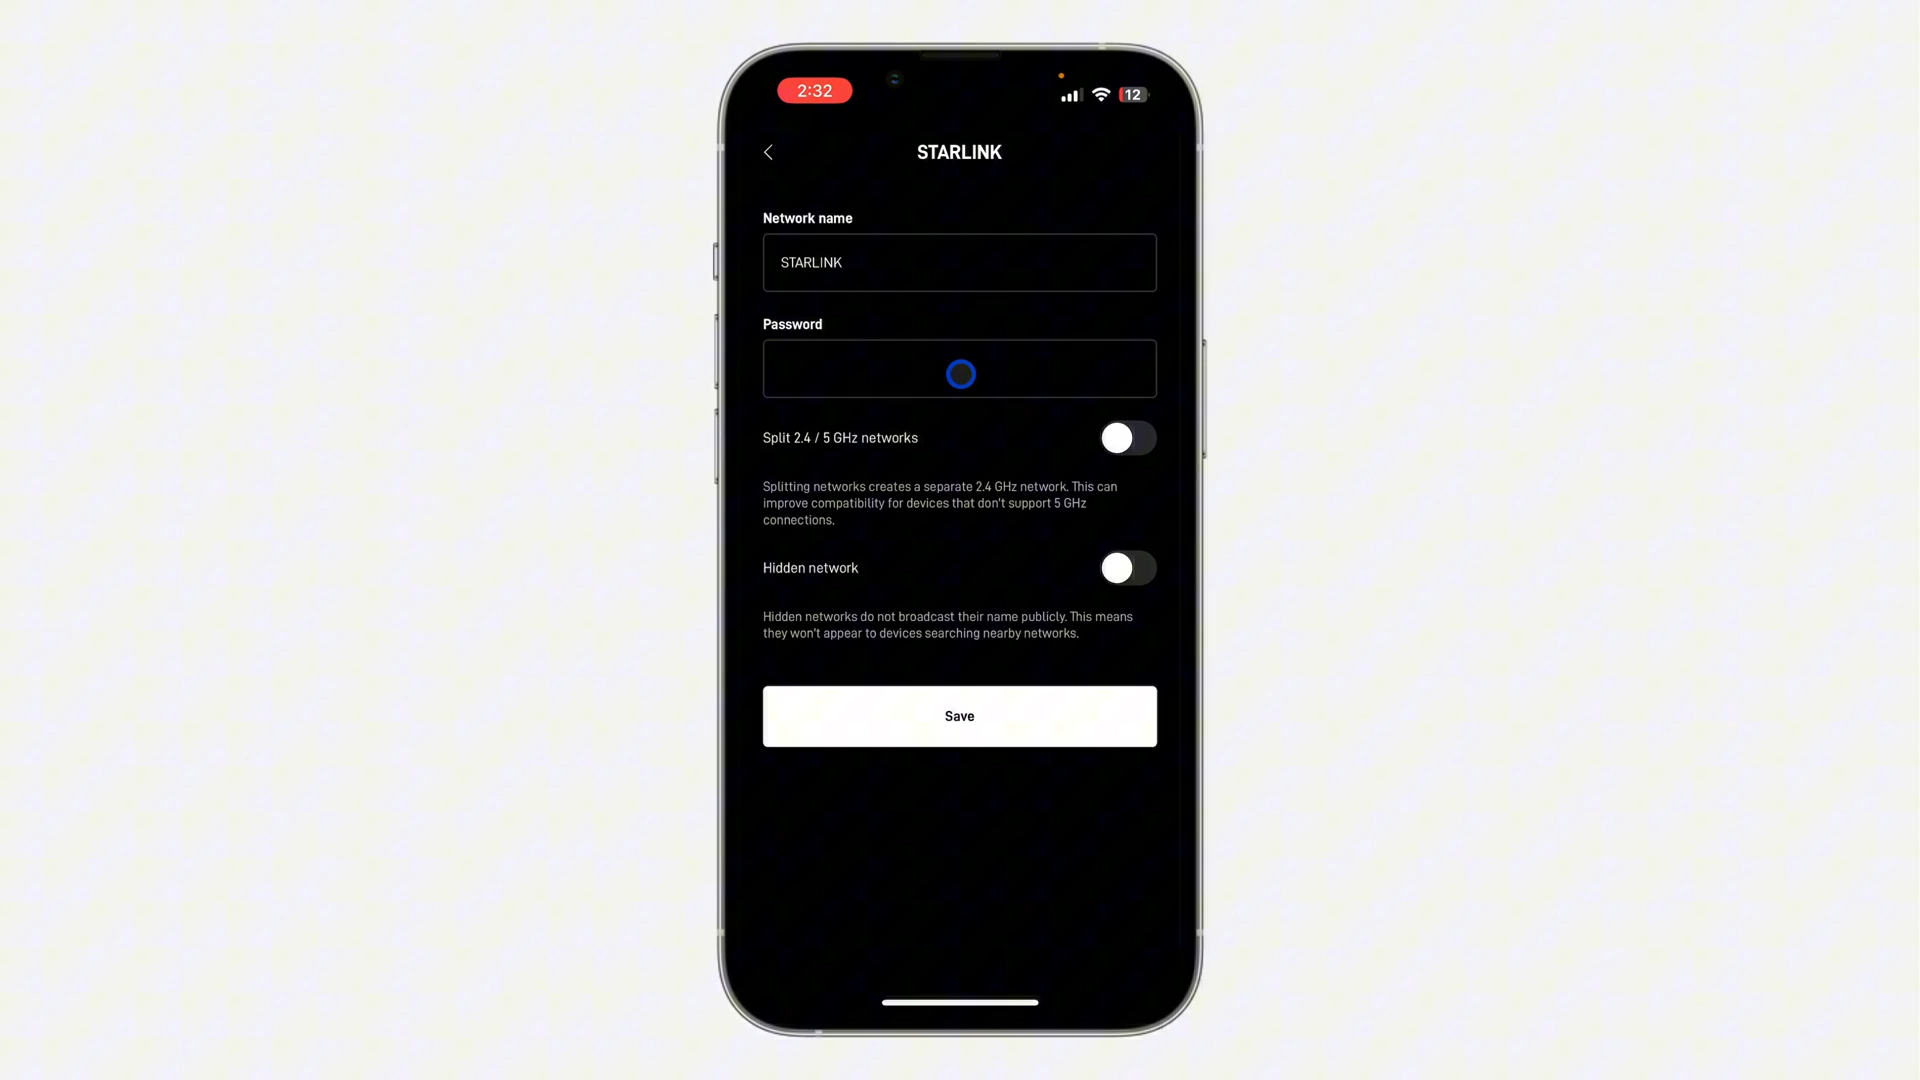 2:32
12
STARLINK
Network name
STARLINK
Password
Split 2.4 / 5 GHz networks
Splitting networks creates a separate 2.4 GHz network. This can
improve compatibility for devices that don't support 5 GHz
connections.
Hidden network
Hidden networks do not broadcast their name publicly. This means
they won't appear to devices searching nearby networks.
Save